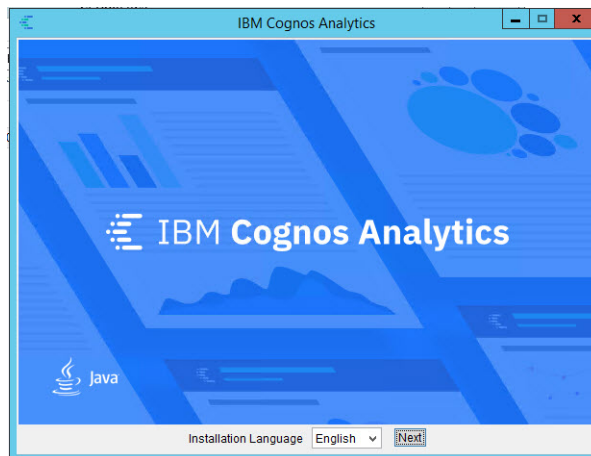 IBM Cognos Analytics
IBM Cognos Analytics
Java
Installation Language English Next